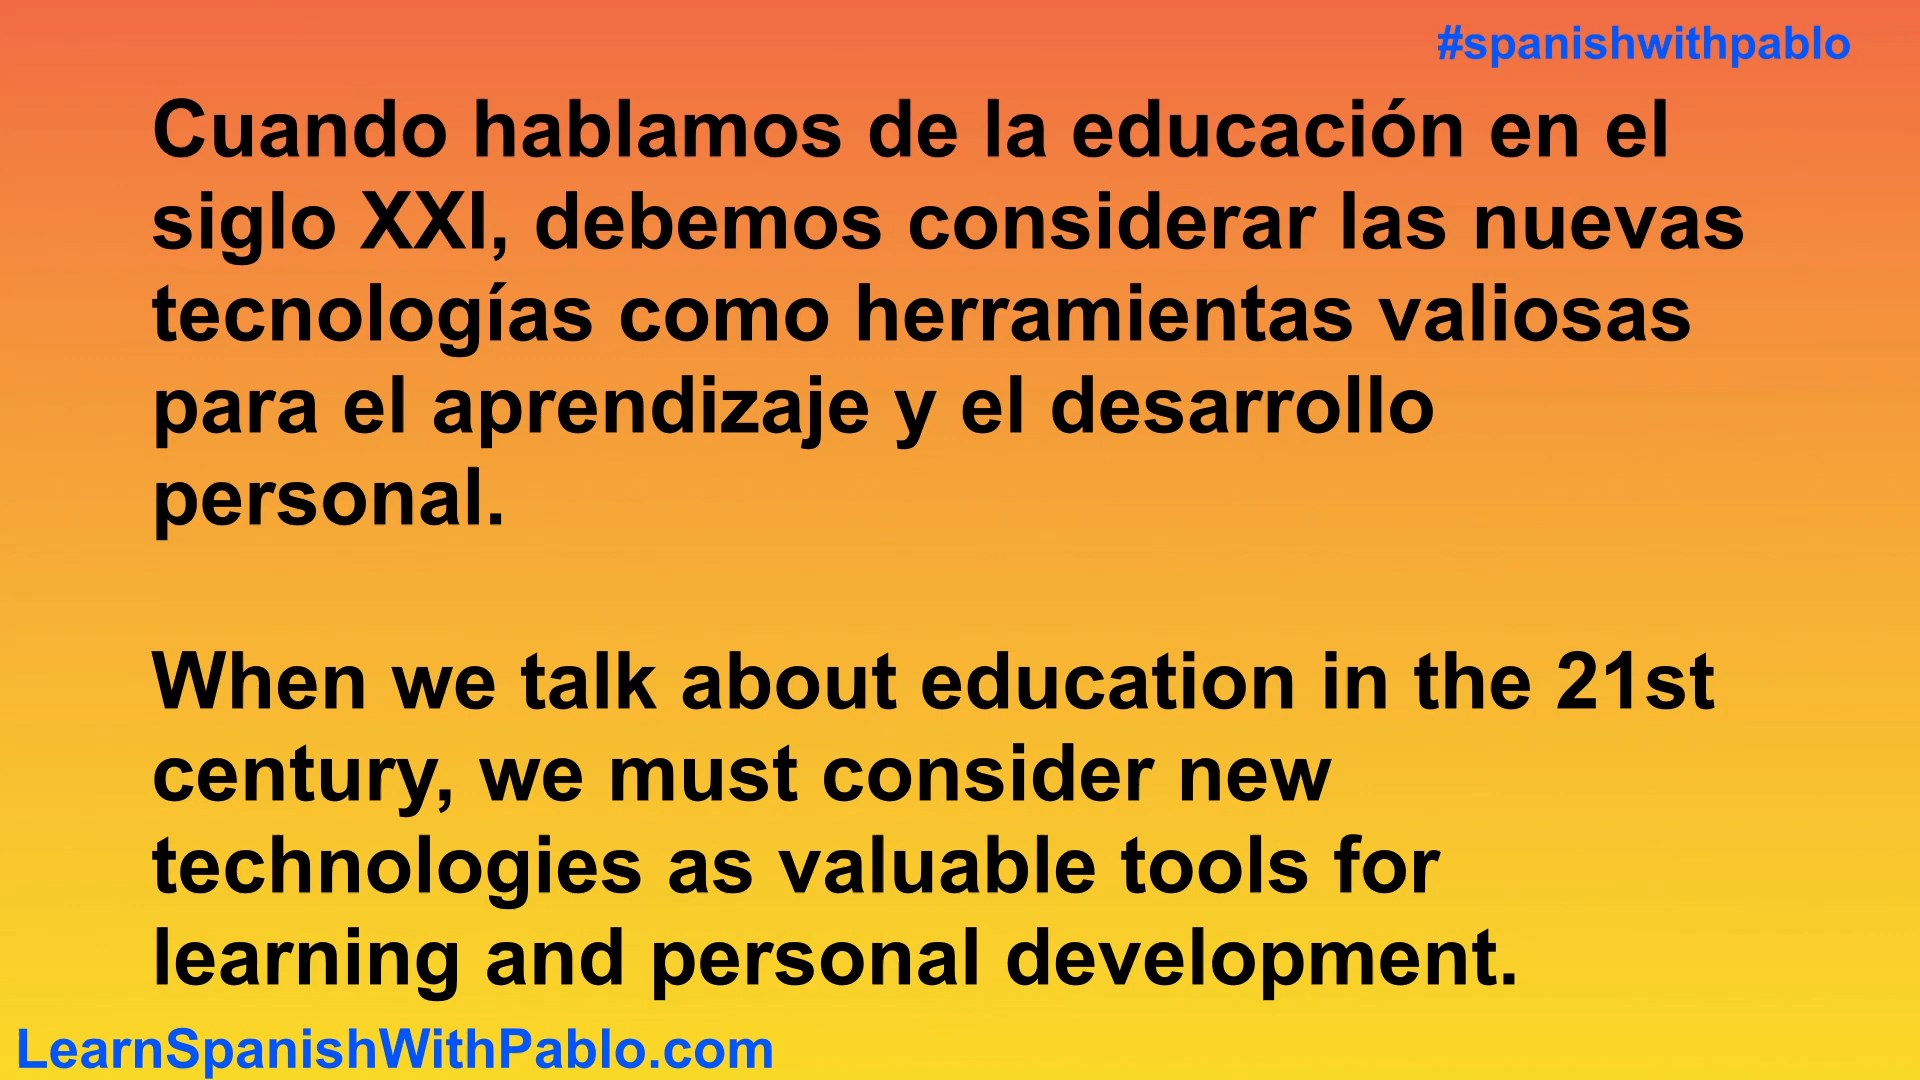 #spanishwithpablo
Cuando hablamos de la educación en el
siglo XXI, debemos considerar las nuevas
tecnologías como herramientas valiosas
para el aprendizaje y el desarrollo
personal.
When we talk about education in the 21st
century, we must consider new
technologies as valuable tools for
learning and personal development.
LearnSpanishWithPablo.com